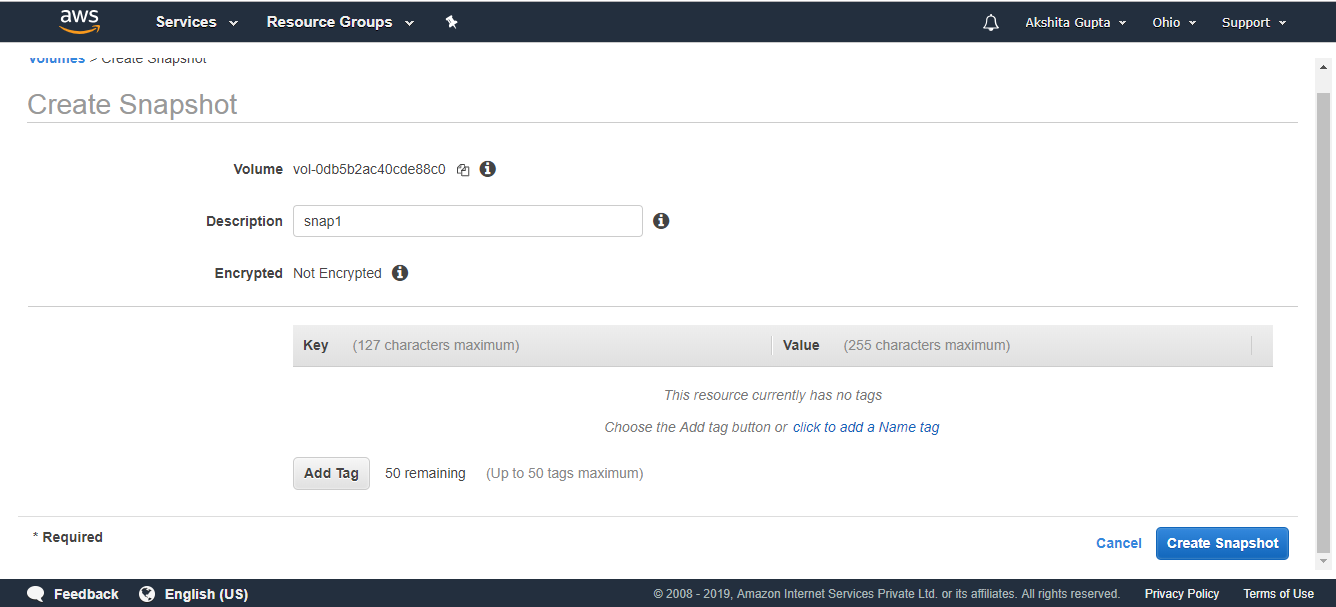 aws Services Resource Groups Akshita Gupta Ohio Support
Volumes > Create Snapshot
Create Snapshot
Volume vol-0db5b2ac40cde88c0
Description snap1
Encrypted Not Encrypted
Key (127 characters maximum) Value (255 characters maximum)
This resource currently has no tags
Choose the Add tag button or click to add a Name tag
Add Tag 50 remaining (Up to 50 tags maximum)
* Required
Cancel Create Snapshot
Feedback English (US) © 2008 - 2019, Amazon Internet Services Private Ltd. or its affiliates. All rights reserved. Privacy Policy Terms of Use